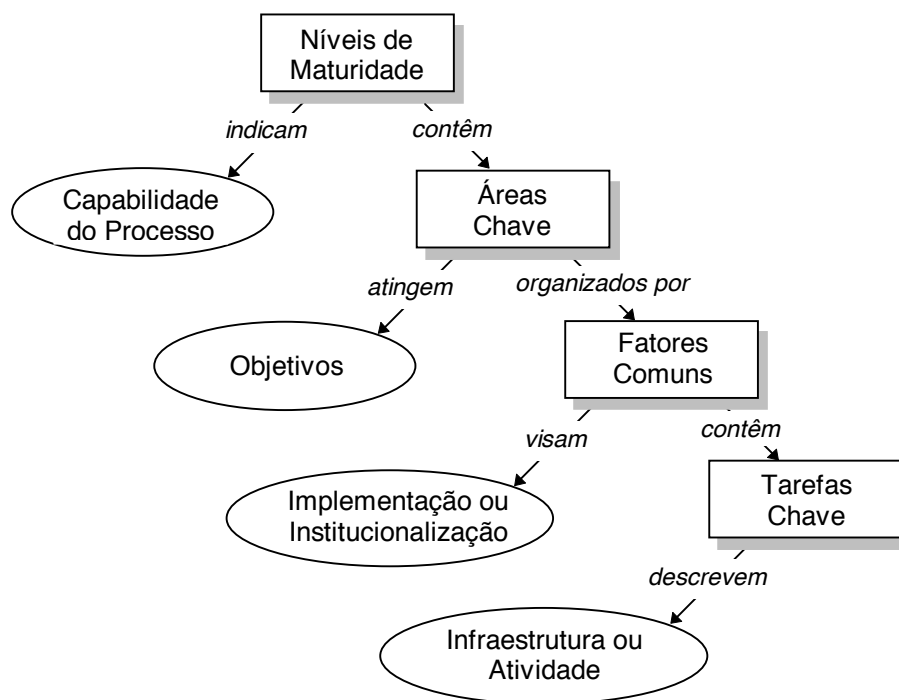 Níveis de
Maturidade
indicam
contêm
Capabilidade
do Processo
Áreas
Chave
atingem
organizados por
Objetivos
Fatores
Comuns
visam
contêm
Implementação ou
Institucionalização
Tarefas
Chave
descrevem
Infraestrutura ou
Atividade